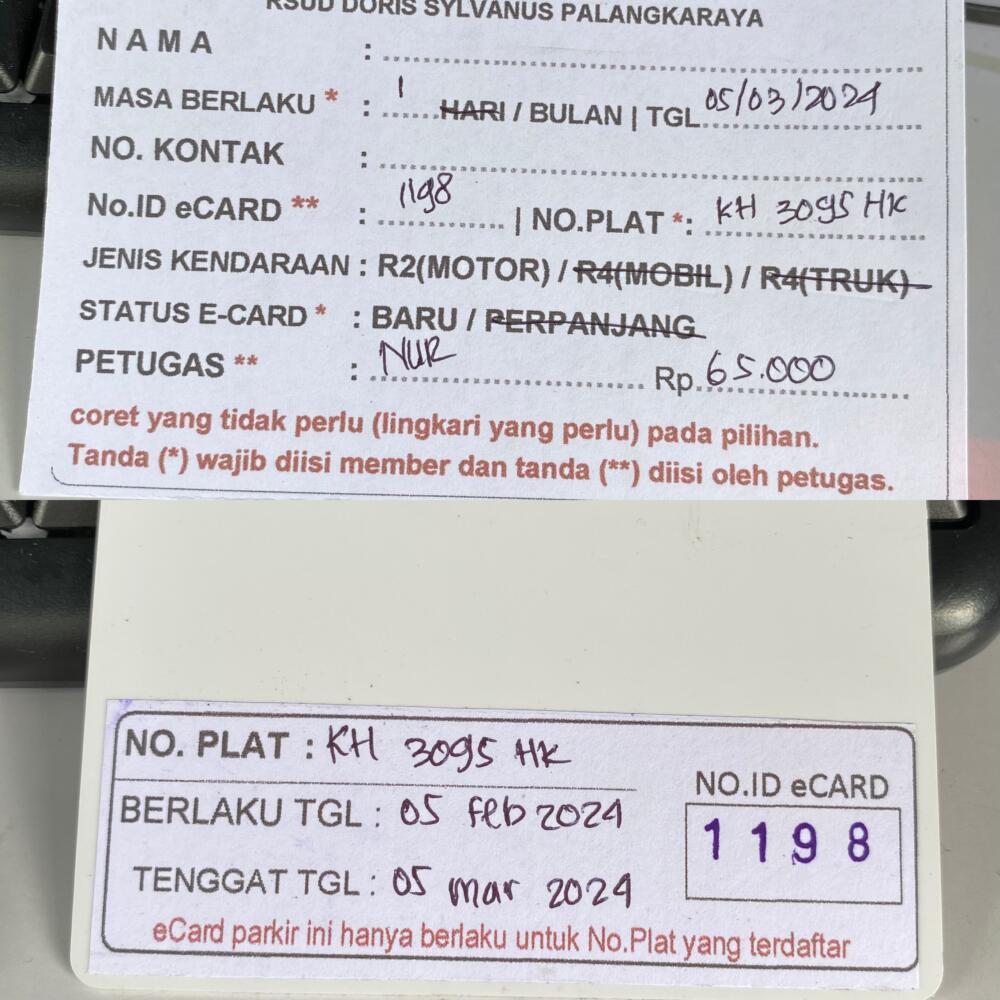 RSUD DORIS SYLVANUS PALANGKARAYA
NAMA : 
MASA BERLAKU * : 1 HARI / BULAN | TGL 05/03/2024
NO. KONTAK : 
No.ID eCARD ** : 1198 | NO.PLAT *: KH 3095 HK
JENIS KENDARAAN : R2(MOTOR) / R4(MOBIL) / R4(TRUK)
STATUS E-CARD * : BARU / PERPANJANG
PETUGAS ** : NUR Rp. 65.000
coret yang tidak perlu (lingkari yang perlu) pada pilihan.
Tanda (*) wajib diisi member dan tanda (**) diisi oleh petugas.
NO. PLAT : KH 3095 HK
BERLAKU TGL : 05 feb 2024
TENGGAT TGL : 05 mar 2024
NO.ID eCARD
1198
eCard parkir ini hanya berlaku untuk No.Plat yang terdaftar